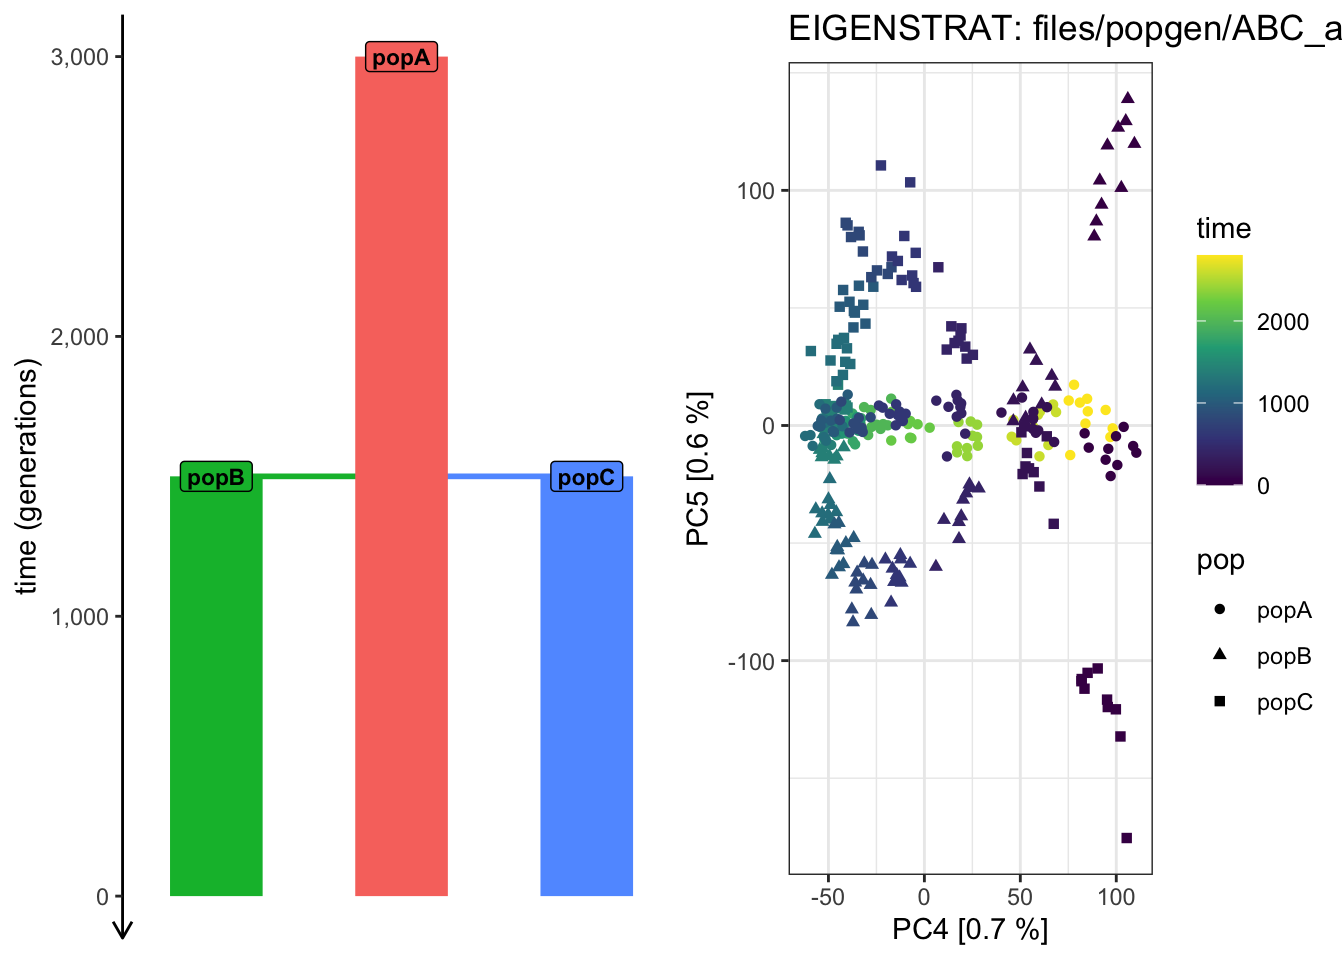 time (generations)
3,000
2,000
1,000
0
popA
popB
popC
EIGENSTRAT: files/popgen/ABC_a
PC5 [0.6 %]
100
0
-100
-50
0
50
100
PC4 [0.7 %]
time
2000
1000
0
pop
popA
popB
popC